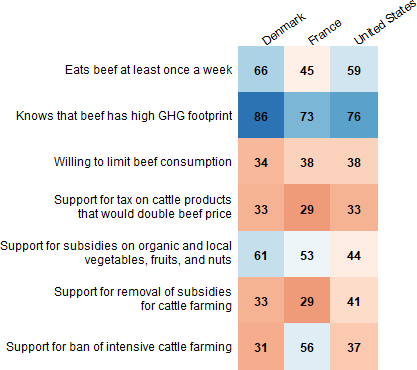 Denmark France United States
Eats beef at least once a week 66 45 59
Knows that beef has high GHG footprint 86 73 76
Willing to limit beef consumption 34 38 38
Support for tax on cattle products
that would double beef price 33 29 33
Support for subsidies on organic and local
vegetables, fruits, and nuts 61 53 44
Support for removal of subsidies
for cattle farming 33 29 41
Support for ban of intensive cattle farming 31 56 37